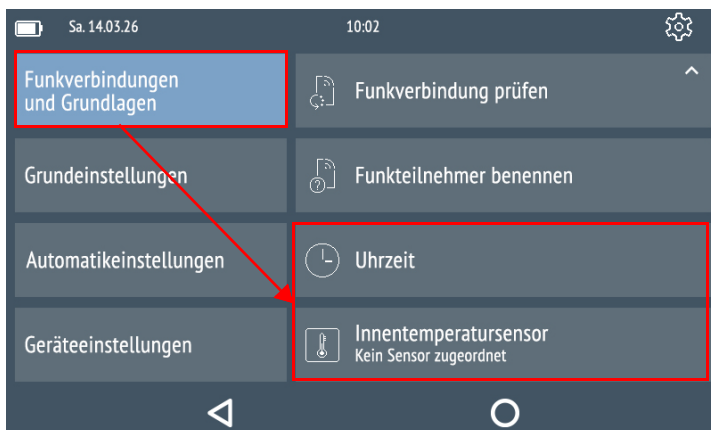 Sa. 14.03.26
10:02
Funkverbindungen
und Grundlagen
Funkverbindung prüfen
Grundeinstellungen
Funkteilnehmer benennen
Automatikeinstellungen
Uhrzeit
Geräteeinstellungen
Innentemperatursensor
Kein Sensor zugeordnet